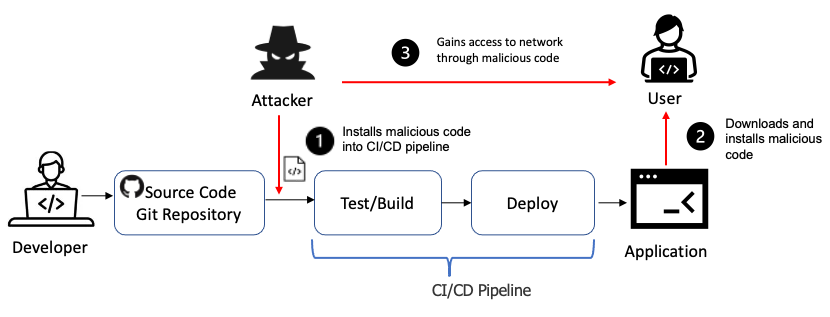 3
Gains access to network
through malicious code
Attacker
User
1
Installs malicious code
into CI/CD pipeline
2
Downloads and
installs malicious
code
</>
</>
</>
Source Code
Git Repository
Test/Build
Deploy
Developer
Application
CI/CD Pipeline